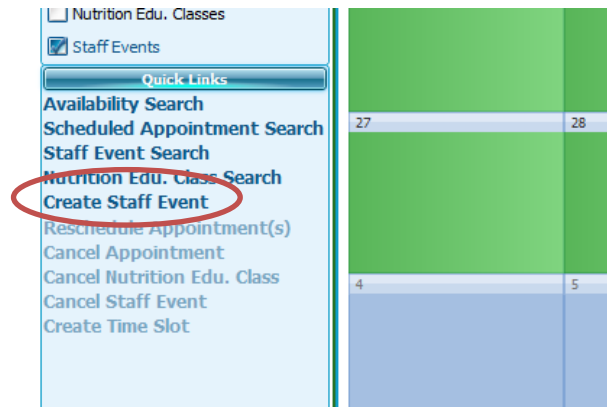 Nutrition Edu. Classes
Staff Events
Quick Links
Availability Search
Scheduled Appointment Search
Staff Event Search
Nutrition Edu. Class Search
Create Staff Event
Reschedule Appointment(s)
Cancel Appointment
Cancel Nutrition Edu. Class
Cancel Staff Event
Create Time Slot
27
28
4
5